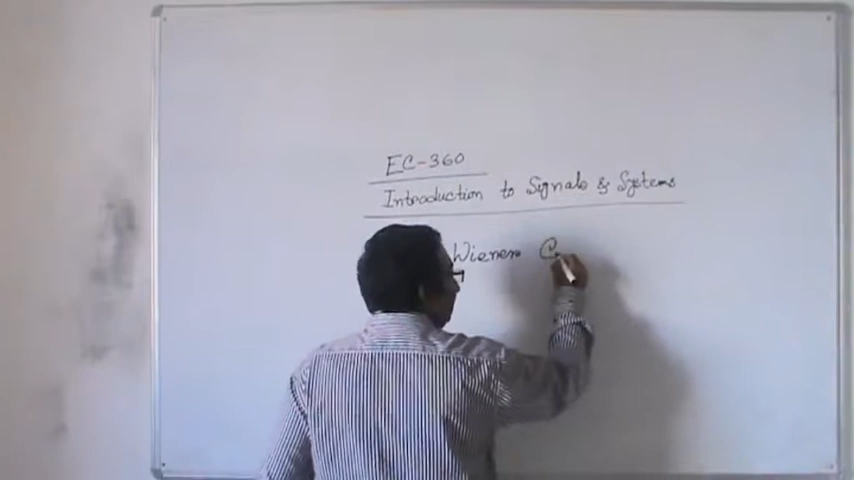 EC-360
Introduction to Signals & Systems
Wiener C